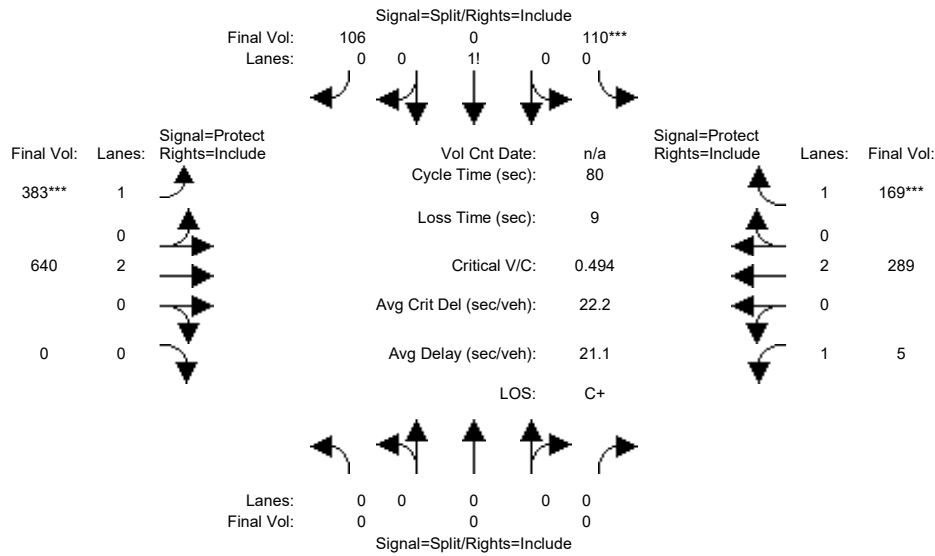 Signal=Split/Rights=Include
Final Vol: 106 0 110***
Lanes: 0 0 1! 0 0
Signal=Protect Signal=Protect
Final Vol: Lanes: Rights=Include Vol Cnt Date: n/a Rights=Include Lanes: Final Vol:
Cycle Time (sec): 80
383*** 1 1 169***
Loss Time (sec): 9
0 0
640 2 Critical V/C: 0.494 2 289
0 Avg Crit Del (sec/veh): 22.2 0
0 0 Avg Delay (sec/veh): 21.1 1 5
LOS: C+
Lanes: 0 0 0 0 0
Final Vol: 0 0 0
Signal=Split/Rights=Include